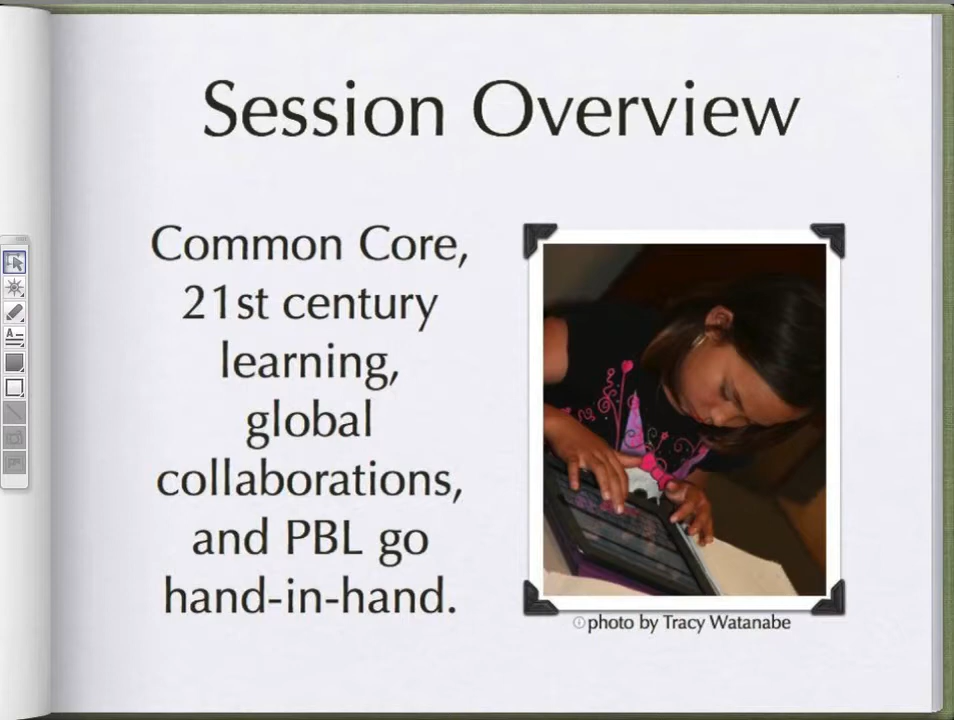 Session Overview
Common Core,
21st century
learning,
global
collaborations,
and PBL go
hand-in-hand.
photo by Tracy Watanabe